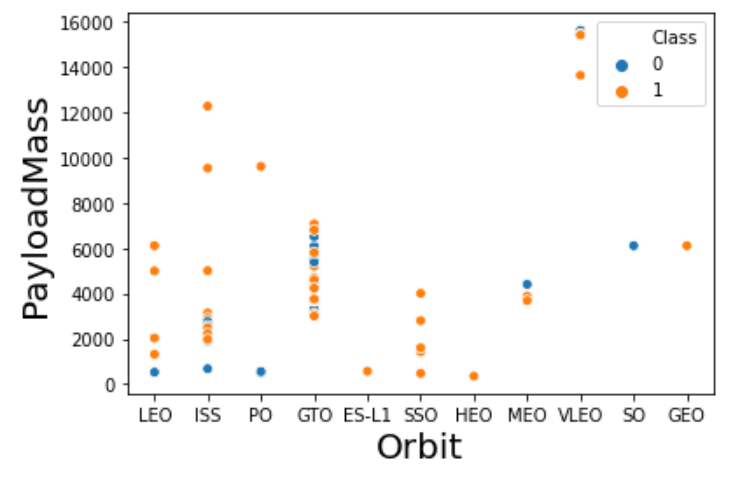 16000
14000
12000
10000
8000
6000
4000
2000
0
PayloadMass
Class
0
1
LEO ISS PO GTO ES-L1 SSO HEO MEO VLEO SO GEO
Orbit